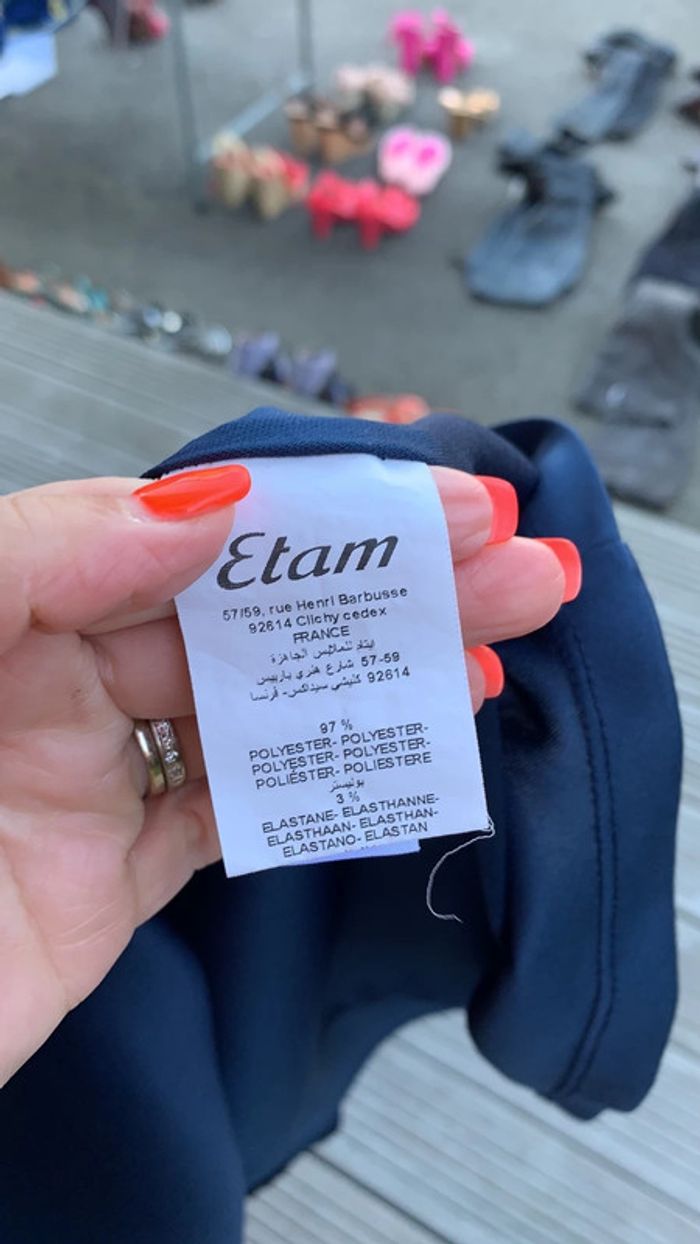 Etam
57/59, rue Henri Barbusse
92614 Clichy cedex
FRANCE
إيتام للملابس الجاهزة
57-59 شارع هنري باربيس
92614 كليشي سيداكس- فرنسا
97 %
POLYESTER- POLYESTER-
POLYESTER- POLYESTER-
POLIÉSTER- POLIESTERE
بوليستر
3 %
ELASTANE- ELASTHANNE-
ELASTHAAN- ELASTHAN-
ELASTANO- ELASTAN